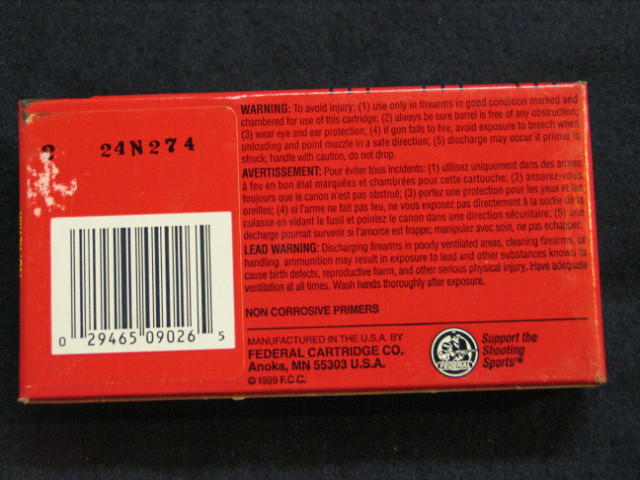 2 24N274
WARNING: To avoid injury: (1) use only in firearms in good condition marked and
chambered for use of this cartridge; (2) always be sure barrel is free of any obstruction;
(3) wear eye and ear protection; (4) if gun fails to fire, avoid exposure to breech when
unloading and point muzzle in a safe direction; (5) discharge may occur if primer is
struck; handle with caution, do not drop.
AVERTISSEMENT: Pour éviter tous incidents: (1) utilisez uniquement dans des armes
à feu en bon état marquées et chambrées pour cette cartouche; (2) assurez-vous
toujours que le canon n'est pas obstrué; (3) portez une protection pour les yeux et les
oreilles; (4) si l'arme ne fait pas feu, ne vous exposez pas directement à la sortie de la
culasse en vidant le fusil et pointez le canon dans une direction sécuritaire; (5) une
decharge pourrait survenir si l'amorce est frappe; manipulez avec soin, ne pas echapper.
LEAD WARNING: Discharging firearms in poorly ventilated areas, cleaning firearms, or
handling ammunition may result in exposure to lead and other substances known to
cause birth defects, reproductive harm, and other serious physical injury. Have adequate
ventilation at all times. Wash hands thoroughly after exposure.
NON CORROSIVE PRIMERS
0 29465 09026 5
MANUFACTURED IN THE U.S.A. BY
FEDERAL CARTRIDGE CO.
Anoka, MN 55303 U.S.A.
©1999 F.C.C.
FEDERAL
Support the
Shooting
Sports™